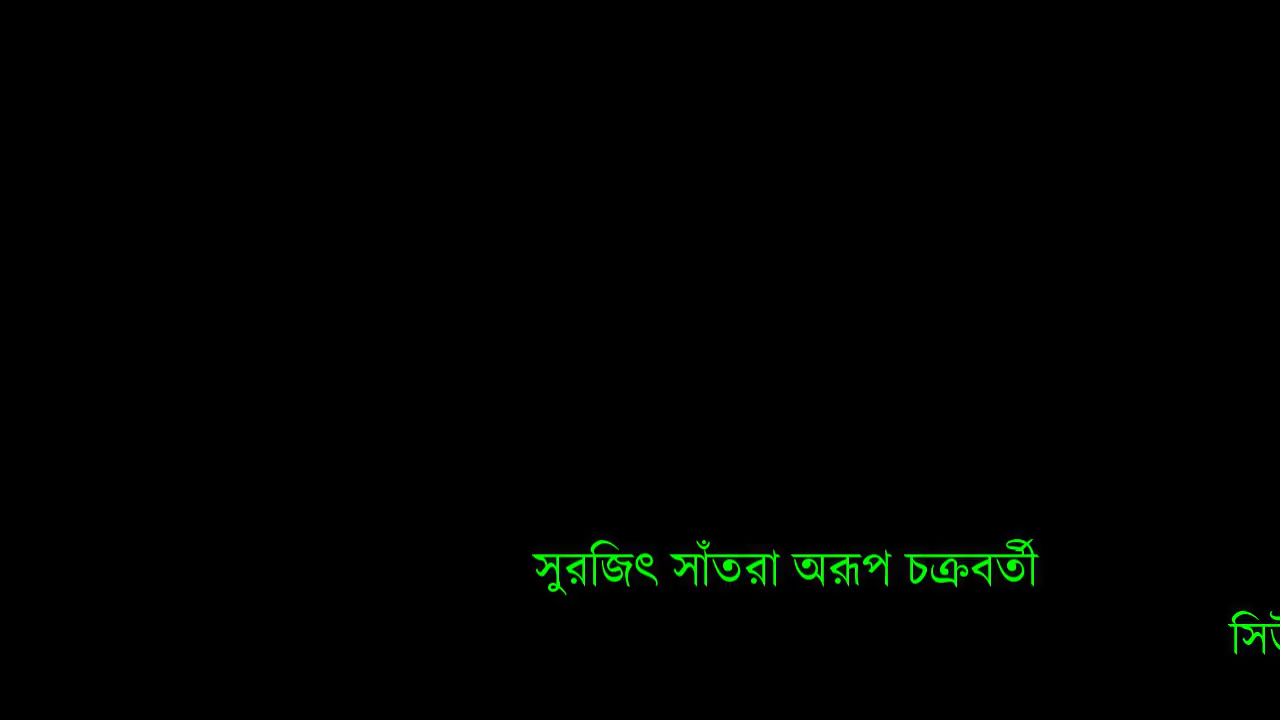 সুরজিৎ সাঁতরা অরূপ চক্রবর্তী